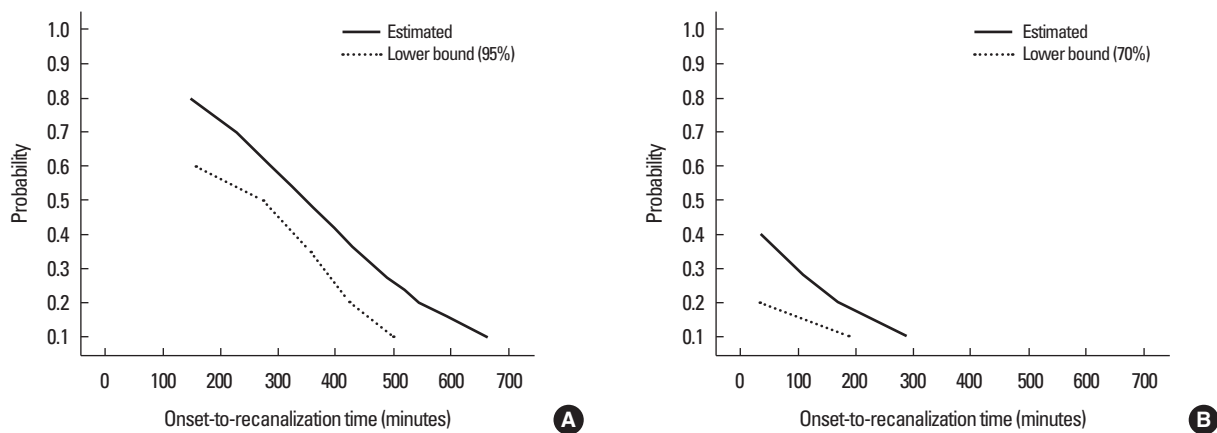 1.0
0.9
0.8
0.7
0.6
0.5
0.4
0.3
0.2
0.1
Probability
Estimated
Lower bound (95%)
0 100 200 300 400 500 600 700
Onset-to-recanalization time (minutes)
A
1.0
0.9
0.8
0.7
0.6
0.5
0.4
0.3
0.2
0.1
Probability
Estimated
Lower bound (70%)
0 100 200 300 400 500 600 700
Onset-to-recanalization time (minutes)
B